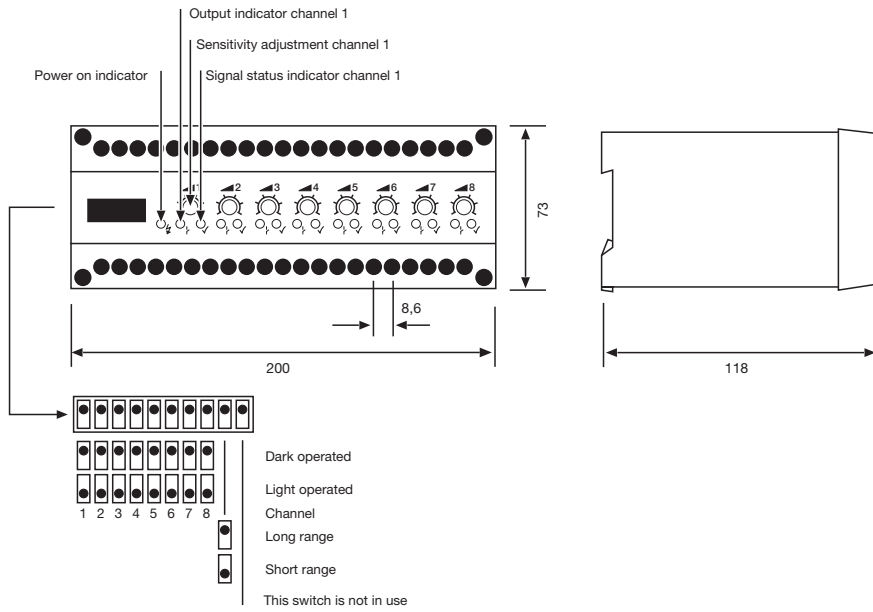 Output indicator channel 1
Sensitivity adjustment channel 1
Power on indicator
Signal status indicator channel 1
1 2 3 4 5 6 7 8
73
8,6
200
118
Dark operated
Light operated
1 2 3 4 5 6 7 8 Channel
Long range
Short range
This switch is not in use